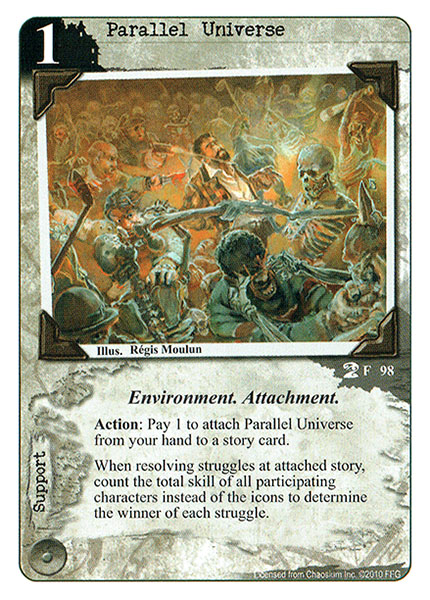 1
Parallel Universe
Illus. Régis Moulun
F 98
Environment. Attachment.
Action: Pay 1 to attach Parallel Universe
from your hand to a story card.
When resolving struggles at attached story,
count the total skill of all participating
characters instead of the icons to determine
the winner of each struggle.
Support
Licensed from Chaosium Inc. ©2010 FFG